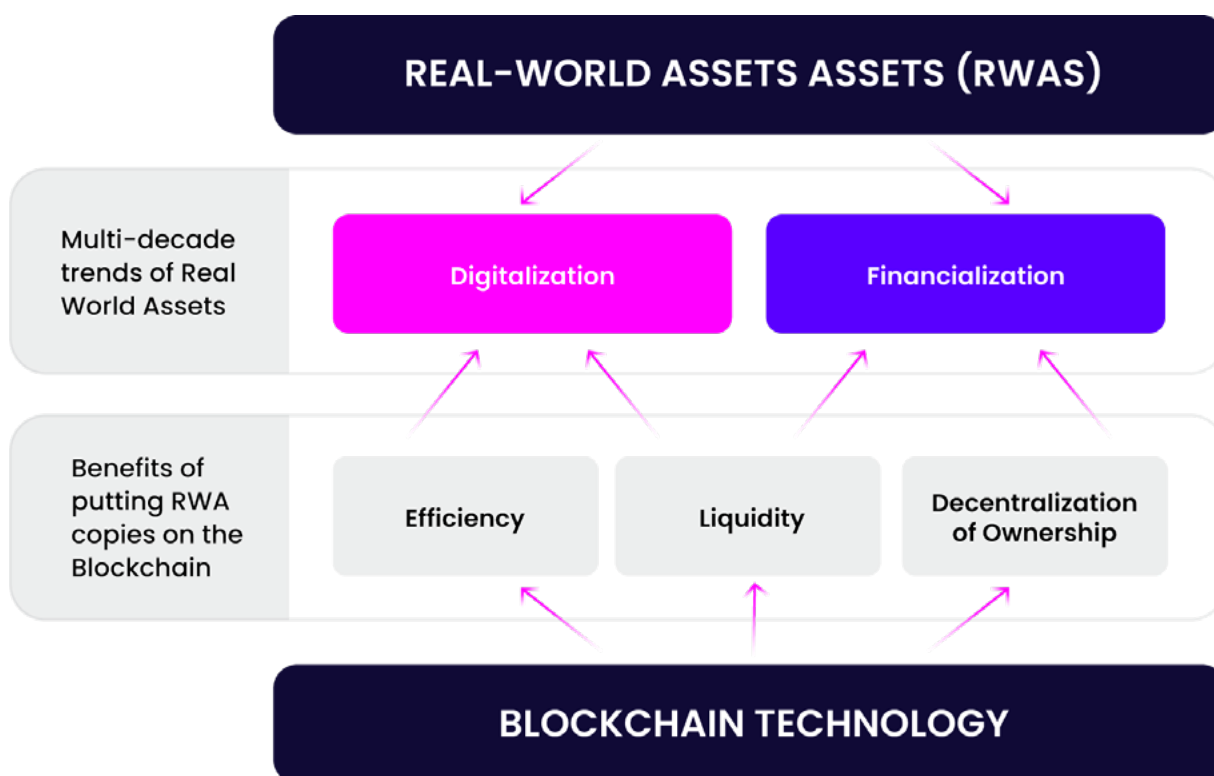 REAL-WORLD ASSETS ASSETS (RWAS)
Multi-decade
trends of Real
World Assets
Digitalization
Financialization
Benefits of
putting RWA
copies on the
Blockchain
Efficiency
Liquidity
Decentralization
of Ownership
BLOCKCHAIN TECHNOLOGY